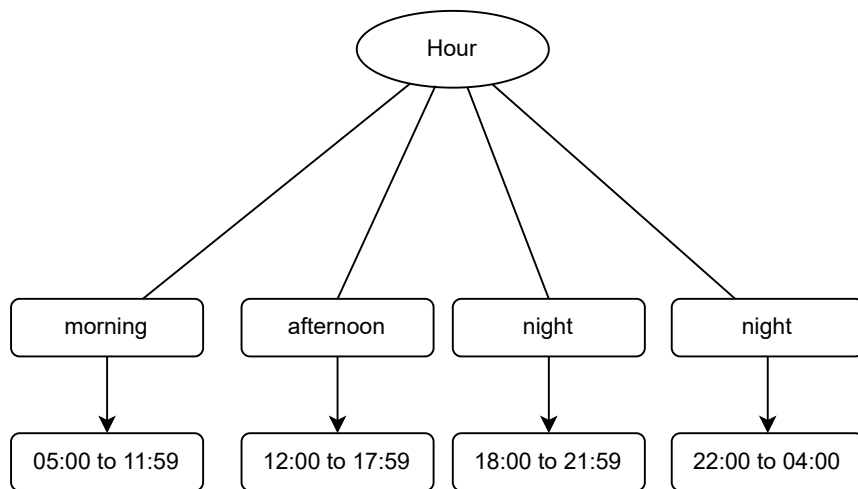 Hour
morning
afternoon
night
night
05:00 to 11:59
12:00 to 17:59
18:00 to 21:59
22:00 to 04:00